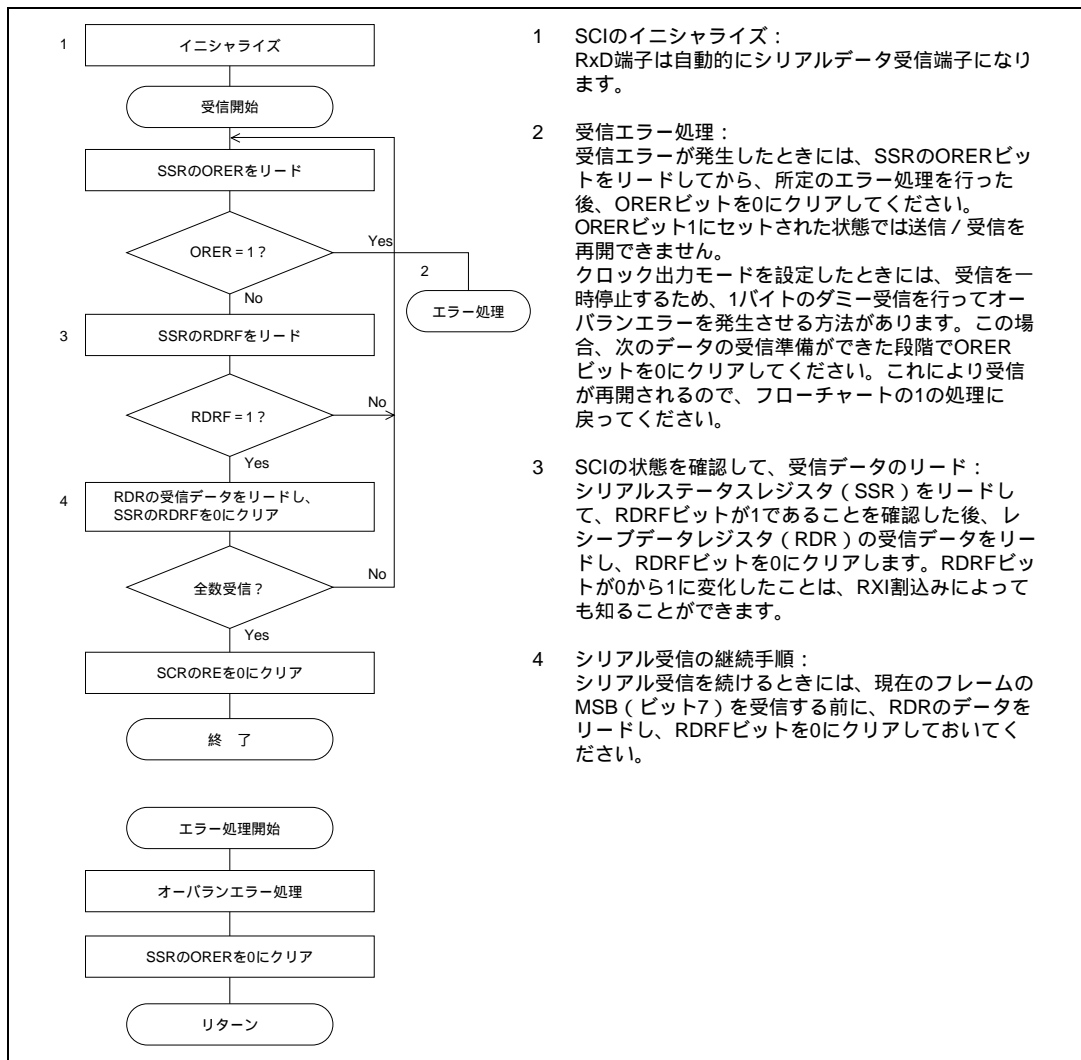 1
イニシャライズ
受信開始
SSRのORERをリード
ORER = 1？
Yes
2
No
エラー処理
3
SSRのRDRFをリード
RDRF = 1？
No
Yes
4
RDRの受信データをリードし、
SSRのRDRFを0にクリア
全数受信？
No
Yes
SCRのREを0にクリア
終　了
エラー処理開始
オーバランエラー処理
SSRのORERを0にクリア
リターン
1 SCIのイニシャライズ：
RxD端子は自動的にシリアルデータ受信端子になり
ます。
2 受信エラー処理：
受信エラーが発生したときには、SSRのORERビッ
トをリードしてから、所定のエラー処理を行った
後、ORERビットを0にクリアしてください。
ORERビット1にセットされた状態では送信／受信を
再開できません。
クロック出力モードを設定したときには、受信を一
時停止するため、1バイトのダミー受信を行ってオー
バランエラーを発生させる方法があります。この場
合、次のデータの受信準備ができた段階でORER
ビットを0にクリアしてください。これにより受信
が再開されるので、フローチャートの1の処理に
戻ってください。
3 SCIの状態を確認して、受信データのリード：
シリアルステータスレジスタ（SSR）をリードし
て、RDRFビットが1であることを確認した後、レ
シーブデータレジスタ（RDR）の受信データをリー
ドし、RDRFビットを0にクリアします。RDRFビッ
トが0から1に変化したことは、RXI割込みによって
も知ることができます。
4 シリアル受信の継続手順：
シリアル受信を続けるときには、現在のフレームの
MSB（ビット7）を受信する前に、RDRのデータを
リードし、RDRFビットを0にクリアしておいてく
ださい。